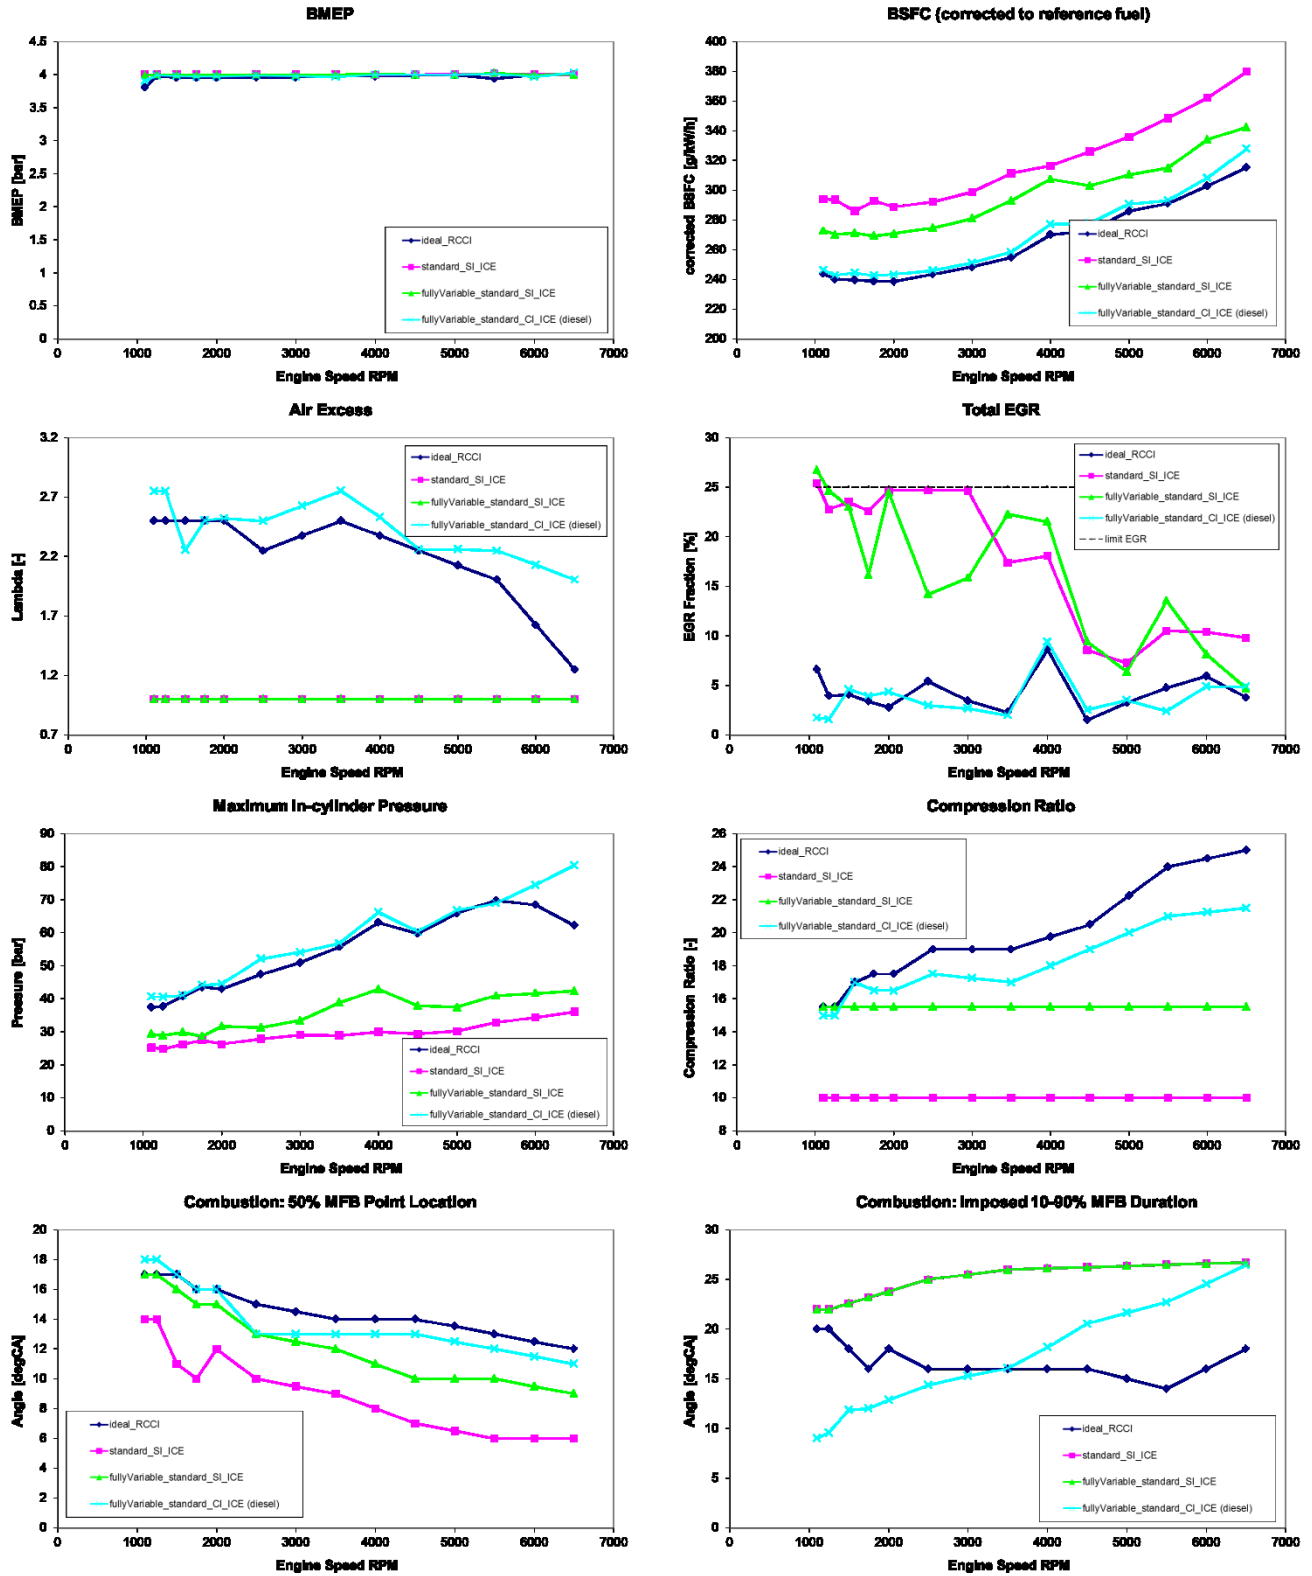 BMEP
4.5
4
3.5
3
2.5
2
1.5
1
0.5
0
BMEP [bar]
ideal_RCCI
standard_SI_ICE
fullyVariable_standard_SI_ICE
fullyVariable_standard_CI_ICE (diesel)
0 1000 2000 3000 4000 5000 6000 7000
Engine Speed RPM
BSFC (corrected to reference fuel)
400
380
360
340
320
300
280
260
240
220
200
corrected BSFC [g/kW/h]
ideal_RCCI
standard_SI_ICE
fullyVariable_standard_SI_ICE
fullyVariable_standard_CI_ICE (diesel)
0 1000 2000 3000 4000 5000 6000 7000
Engine Speed RPM
Air Excess
3.2
2.7
2.2
1.7
1.2
0.7
Lambda [-]
ideal_RCCI
standard_SI_ICE
fullyVariable_standard_SI_ICE
fullyVariable_standard_CI_ICE (diesel)
0 1000 2000 3000 4000 5000 6000 7000
Engine Speed RPM
Total EGR
30
25
20
15
10
5
0
EGR Fraction [%]
ideal_RCCI
standard_SI_ICE
fullyVariable_standard_SI_ICE
fullyVariable_standard_CI_ICE (diesel)
limit EGR
0 1000 2000 3000 4000 5000 6000 7000
Engine Speed RPM
Maximum In-cylinder Pressure
90
80
70
60
50
40
30
20
10
0
Pressure [bar]
ideal_RCCI
standard_SI_ICE
fullyVariable_standard_SI_ICE
fullyVariable_standard_CI_ICE (diesel)
0 1000 2000 3000 4000 5000 6000 7000
Engine Speed RPM
Compression Ratio
26
24
22
20
18
16
14
12
10
8
Compression Ratio [-]
ideal_RCCI
standard_SI_ICE
fullyVariable_standard_SI_ICE
fullyVariable_standard_CI_ICE (diesel)
0 1000 2000 3000 4000 5000 6000 7000
Engine Speed RPM
Combustion: 50% MFB Point Location
20
18
16
14
12
10
8
6
4
2
0
Angle [degCA]
ideal_RCCI
standard_SI_ICE
fullyVariable_standard_SI_ICE
fullyVariable_standard_CI_ICE (diesel)
0 1000 2000 3000 4000 5000 6000 7000
Engine Speed RPM
Combustion: Imposed 10-90% MFB Duration
30
25
20
15
10
5
0
Angle [degCA]
ideal_RCCI
standard_SI_ICE
fullyVariable_standard_SI_ICE
fullyVariable_standard_CI_ICE (diesel)
0 1000 2000 3000 4000 5000 6000 7000
Engine Speed RPM